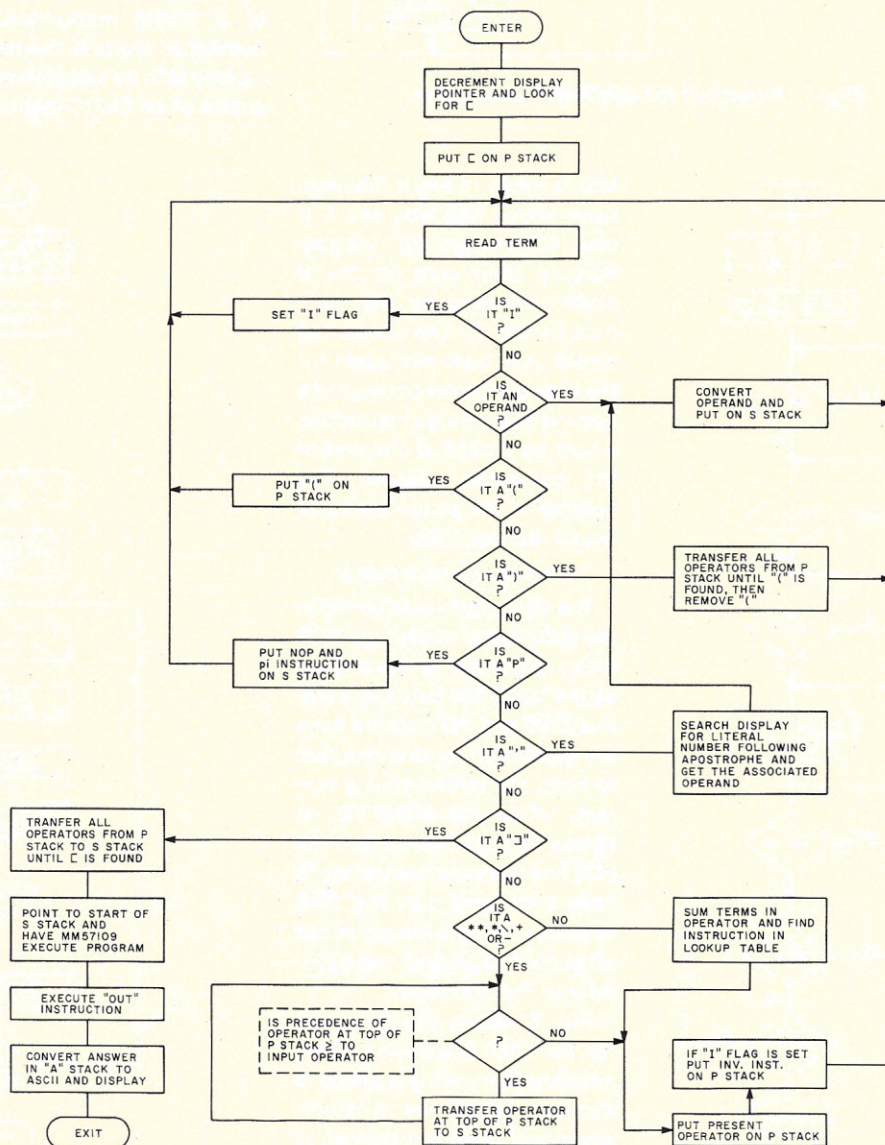 ENTER
DECREMENT DISPLAY
POINTER AND LOOK
FOR [
PUT [ ON P STACK
READ TERM
IS
IT "I"
?
YES
SET "I" FLAG
NO
IS
IT AN
OPERAND
?
YES
CONVERT
OPERAND AND
PUT ON S STACK
NO
IS
IT A "("
?
YES
PUT "(" ON
P STACK
NO
IS
IT A ")"
?
YES
TRANSFER ALL
OPERATORS FROM P
STACK UNTIL "(" IS
FOUND, THEN
REMOVE "("
NO
IS
IT A "P"
?
YES
PUT NOP AND
pi INSTRUCTION
ON S STACK
NO
IS
IT A "'"
?
YES
SEARCH DISPLAY
FOR LITERAL
NUMBER FOLLOWING
APOSTROPHE AND
GET THE ASSOCIATED
OPERAND
NO
IS
IT A "]"
?
YES
TRANFER ALL
OPERATORS FROM P
STACK TO S STACK
UNTIL [ IS FOUND
POINT TO START OF
S STACK AND
HAVE MM57109
EXECUTE PROGRAM
EXECUTE "OUT"
INSTRUCTION
CONVERT ANSWER
IN "A" STACK TO
ASCII AND DISPLAY
EXIT
NO
IS
IT A
**, *, \, +
OR -
?
NO
SUM TERMS IN
OPERATOR AND FIND
INSTRUCTION IN
LOOKUP TABLE
YES
IS PRECEDENCE OF
OPERATOR AT TOP OF
P STACK ≥ TO
INPUT OPERATOR
?
NO
YES
TRANSFER OPERATOR
AT TOP OF P STACK
TO S STACK
IF "I" FLAG IS SET
PUT INV. INST.
ON P STACK
PUT PRESENT
OPERATOR ON P STACK